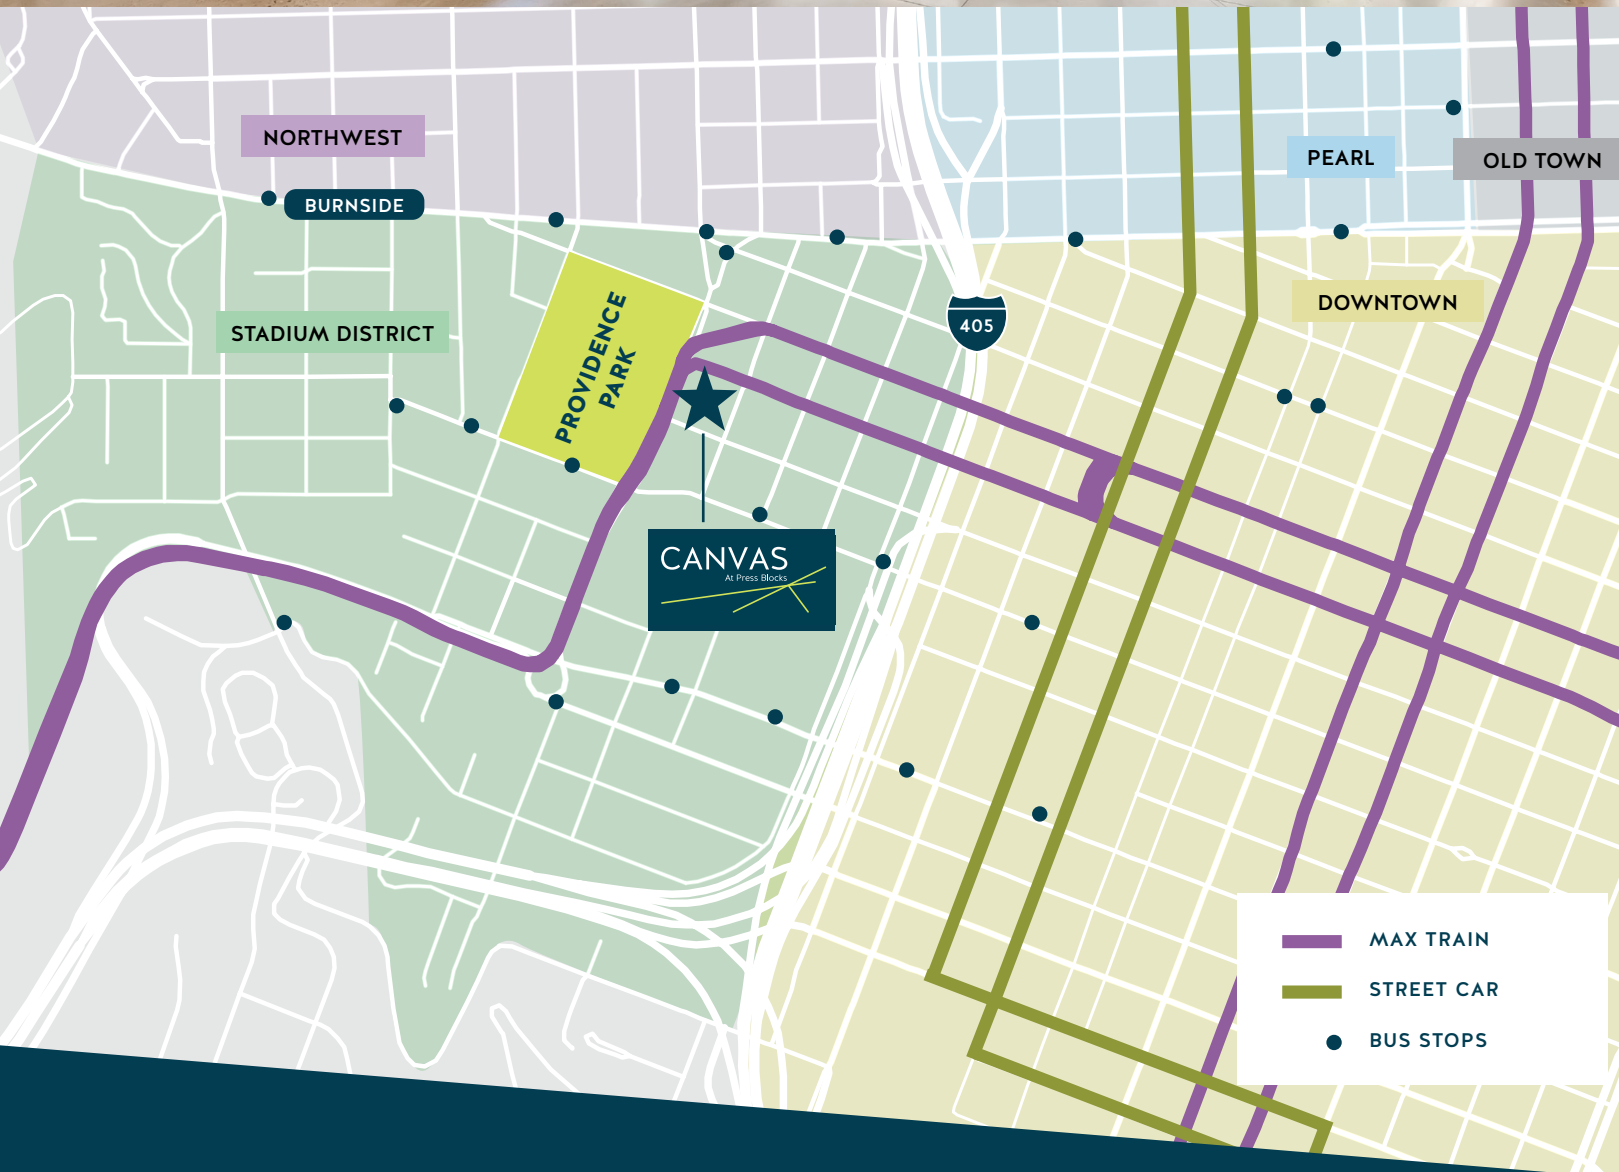 NORTHWEST
PEARL
OLD TOWN
BURNSIDE
DOWNTOWN
STADIUM DISTRICT
PROVIDENCE
PARK
405
CANVAS
At Press Blocks
MAX TRAIN
STREET CAR
BUS STOPS